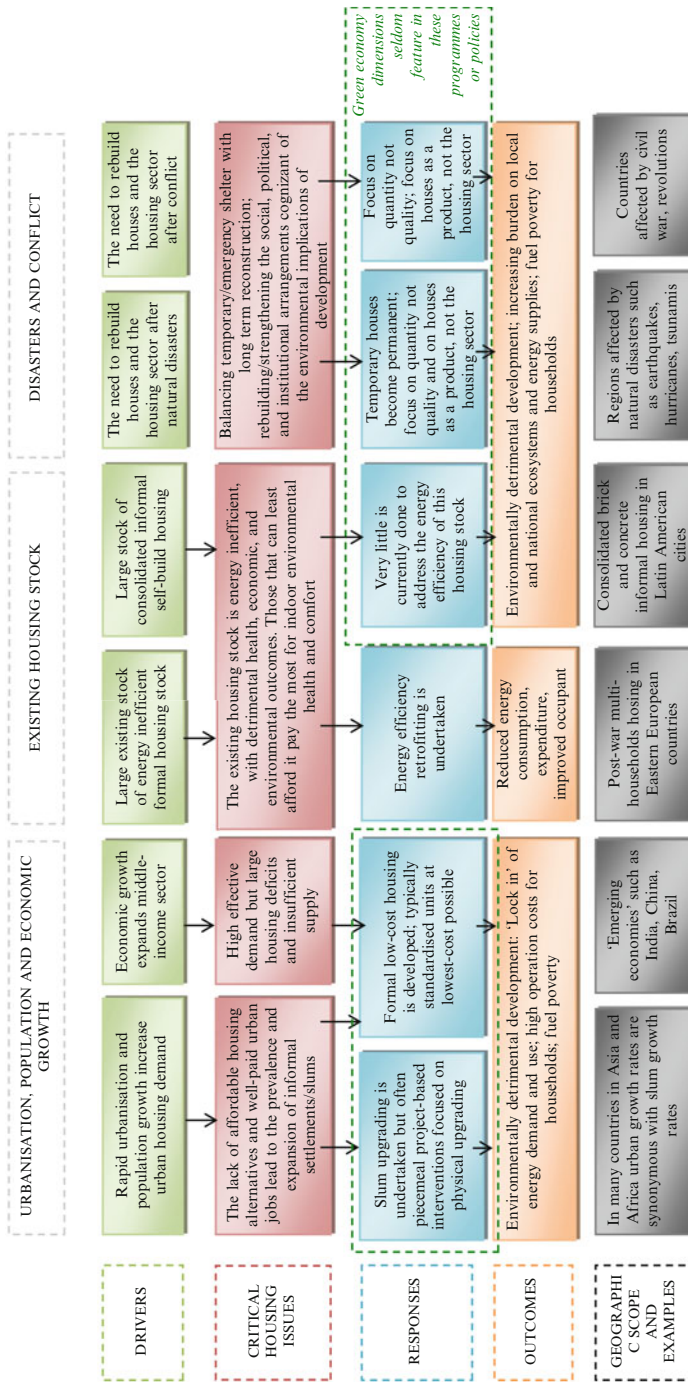 URBANISATION, POPULATION AND ECONOMIC
GROWTH
EXISTING HOUSING STOCK
DISASTERS AND CONFLICT
DRIVERS
Rapid urbanisation and
population growth increase
urban housing demand
Economic growth
expands middle-
income sector
Large existing stock
of energy inefficient
formal housing stock
Large stock of
consolidated informal
self-build housing
The need to rebuild
houses and the
housing sector after
natural disasters
The need to rebuild
houses and the
housing sector
after conflict
CRITICAL
HOUSING
ISSUES
The lack of affordable housing
alternatives and well-paid urban
jobs lead to the prevalence and
expansion of informal
settlements/slums
High effective
demand but large
housing deficits
and insufficient
supply
The existing housing stock is energy inefficient,
with detrimental health, economic, and
environmental outcomes. Those that can least
afford it pay the most for indoor environmental
health and comfort
Balancing temporary/emergency shelter with
long term reconstruction;
rebuilding/strengthening the social, political,
and institutional arrangements cognizant of
the environmental implications of
development
RESPONSES
Slum upgrading is
undertaken but often
piecemeal project-based
interventions focused on
physical upgrading
Formal low-cost housing
is developed; typically
standardised units at
lowest-cost possible
Energy efficiency
retrofitting is
undertaken
Very little is
currently done to
address the energy
efficiency of this
housing stock
Temporary houses
become permanent;
focus on quantity not
quality and on houses
as a product, not the
housing sector
Focus on
quantity not
quality; focus on
houses as a
product, not the
housing sector
Green economy
dimensions
seldom
feature in
these
programmes
or policies
OUTCOMES
Environmentally detrimental development: ‘Lock in’ of
energy demand and use; high operation costs for
households; fuel poverty
Reduced energy
consumption,
expenditure,
improved occupant
Environmentally detrimental development; increasing burden on local
and national ecosystems and energy supplies; fuel poverty for
households
GEOGRAPHI
C SCOPE
AND
EXAMPLES
In many countries in Asia and
Africa urban growth rates are
synonymous with slum growth
rates
‘Emerging
economies’ such as
India, China,
Brazil
Post-war multi-
households hosing in
Eastern European
countries
Consolidated brick
and concrete
informal housing in
Latin American
cities
Regions affected by
natural disasters such
as earthquakes,
hurricanes, tsunamis
Countries
affected by civil
war, revolutions